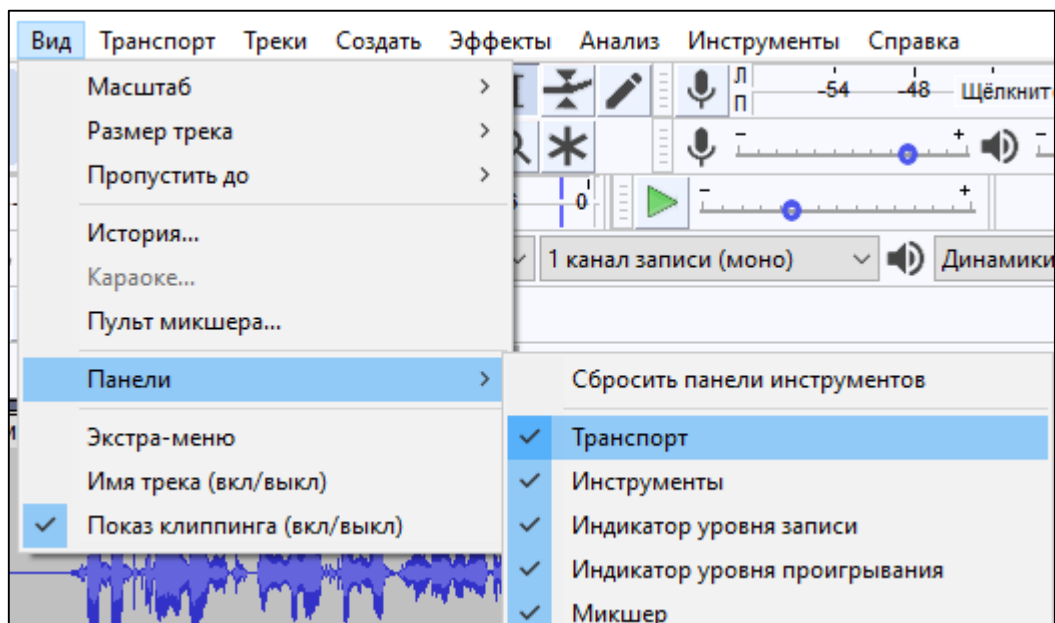 Вид Транспорт Треки Создать Эффекты Анализ Инструменты Справка
Масштаб
Размер трека
Пропустить до
История...
Караоке...
Пульт микшера...
Панели
Экстра-меню
Имя трека (вкл/выкл)
Показ клиппинга (вкл/выкл)
Л
П
-54 -48 Щёлкнит
- +
0
- +
1 канал записи (моно) Динамики
Сбросить панели инструментов
Транспорт
Инструменты
Индикатор уровня записи
Индикатор уровня проигрывания
Микшер